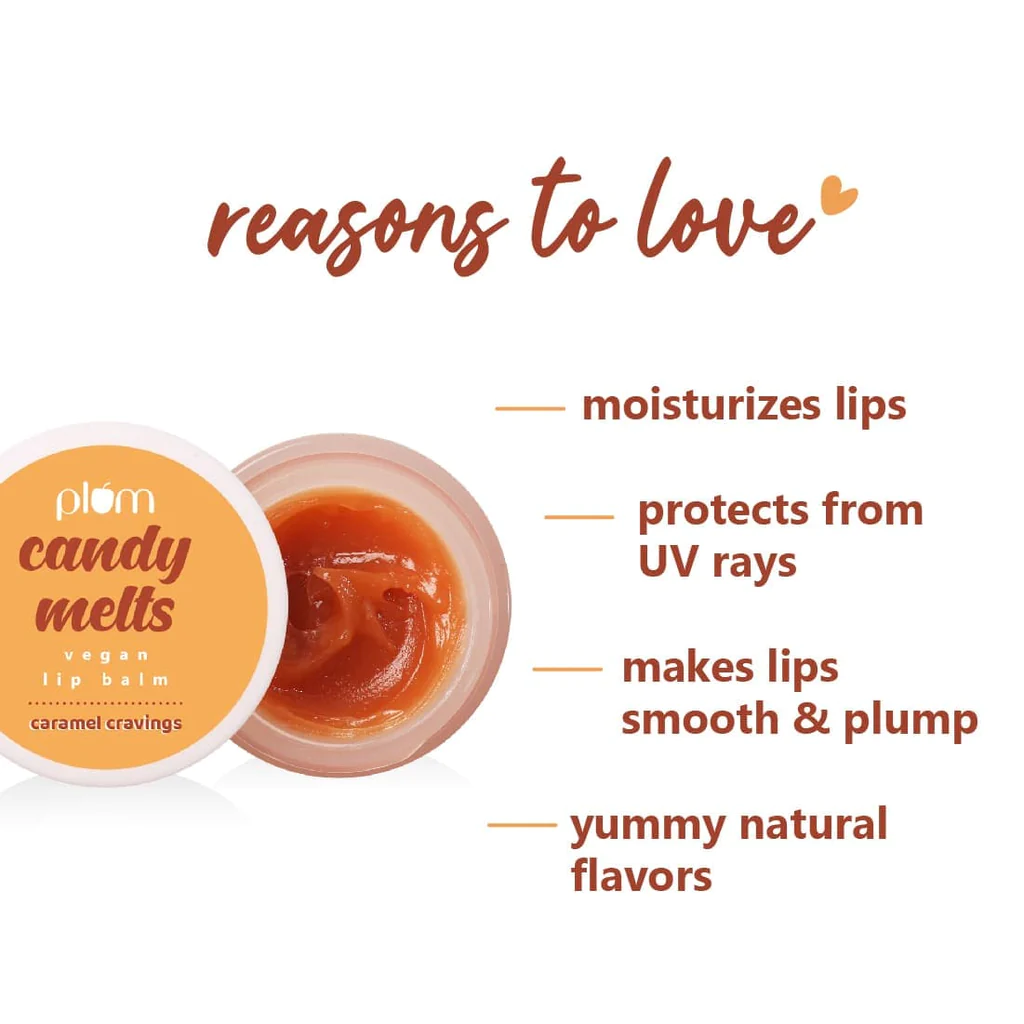 reasons to love
moisturizes lips
protects from
UV rays
makes lips
smooth & plump
yummy natural
flavors
plum
candy
melts
vegan
lip balm
caramel cravings